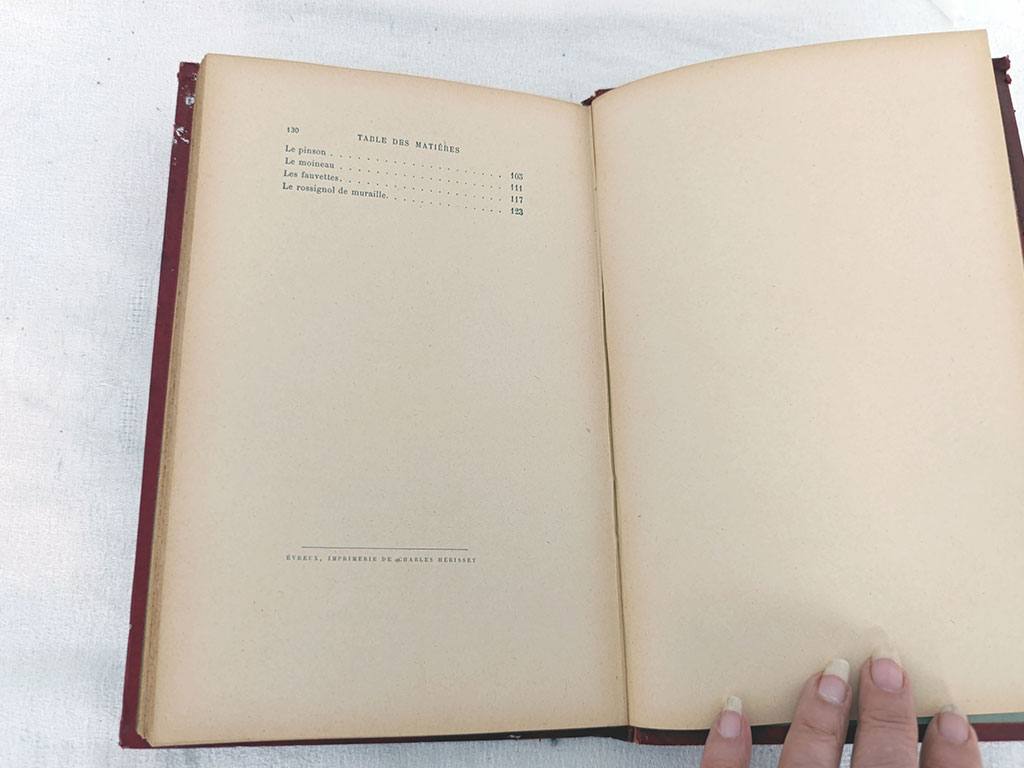 130
TABLE DES MATIÈRES
Le pinson . . . . . . . . . . . . . . . . . 103
Le moineau . . . . . . . . . . . . . . . . 111
Les fauvettes. . . . . . . . . . . . . . . . 117
Le rossignol de muraille. . . . . . . . . . . 123
ÉVREUX, IMPRIMERIE DE CHARLES HÉRISSEY